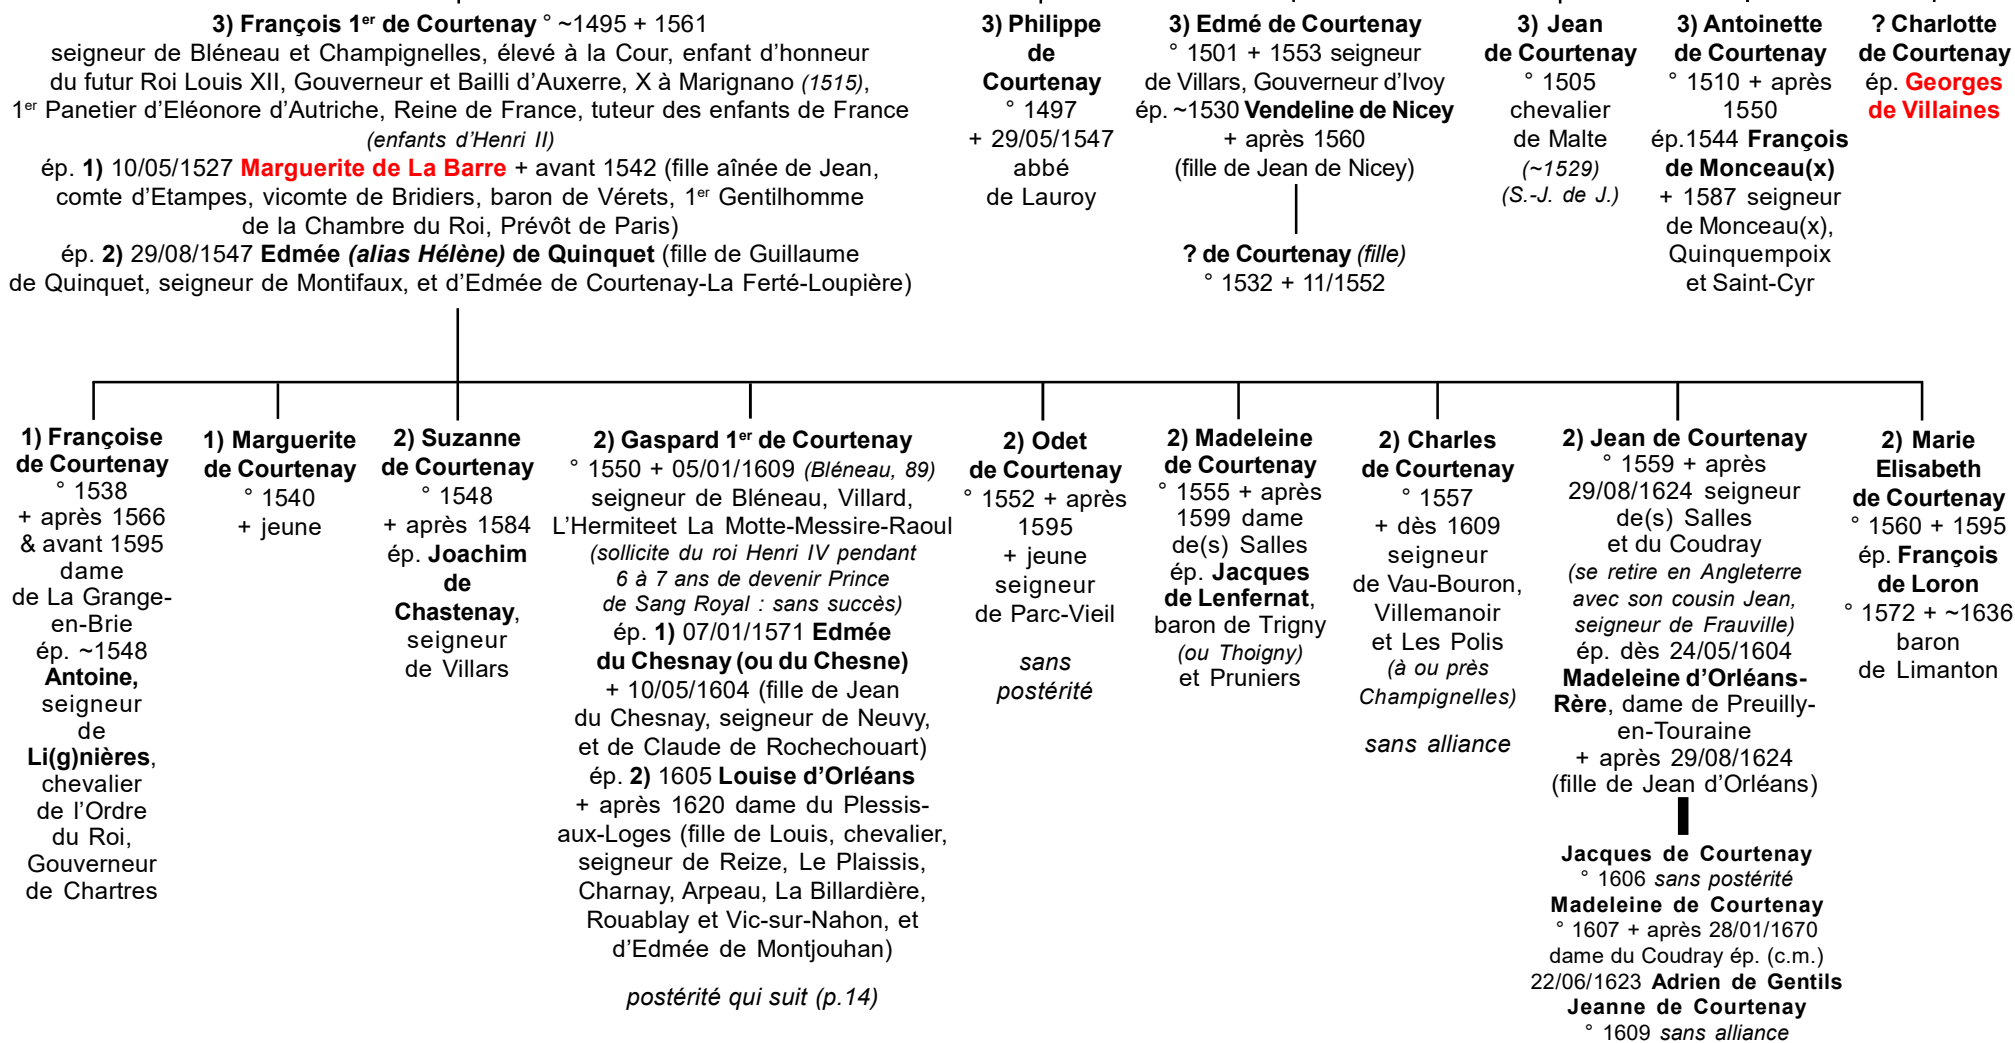 3) François 1er de Courtenay ° ~1495 + 1561
seigneur de Bléneau et Champignelles, élevé à la Cour, enfant d'honneur
du futur Roi Louis XII, Gouverneur et Bailli d'Auxerre, X à Marignano (1515),
1er Panetier d'Eléonore d'Autriche, Reine de France, tuteur des enfants de France
(enfants d'Henri II)
ép. 1) 10/05/1527 Marguerite de La Barre + avant 1542 (fille aînée de Jean,
comte d'Etampes, vicomte de Bridiers, baron de Vérets, 1er Gentilhomme
de la Chambre du Roi, Prévôt de Paris)
ép. 2) 29/08/1547 Edmée (alias Hélène) de Quinquet (fille de Guillaume
de Quinquet, seigneur de Montifaux, et d'Edmée de Courtenay-La Ferté-Loupière)
3) Philippe
de
Courtenay
° 1497
+ 29/05/1547
abbé
de Lauroy
3) Edmé de Courtenay
° 1501 + 1553 seigneur
de Villars, Gouverneur d'Ivoy
ép. ~1530 Vendeline de Nicey
+ après 1560
(fille de Jean de Nicey)
? de Courtenay (fille)
° 1532 + 11/1552
3) Jean
de Courtenay
° 1505
chevalier
de Malte
(~1529)
(S.-J. de J.)
3) Antoinette
de Courtenay
° 1510 + après
1550
ép.1544 François
de Monceau(x)
+ 1587 seigneur
de Monceau(x),
Quinquempoix
et Saint-Cyr
? Charlotte
de Courtenay
ép. Georges
de Villaines
1) Françoise
de Courtenay
° 1538
+ après 1566
& avant 1595
dame
de La Grange-
en-Brie
ép. ~1548
Antoine,
seigneur
de
Li(g)nières,
chevalier
de l'Ordre
du Roi,
Gouverneur
de Chartres
1) Marguerite
de Courtenay
° 1540
+ jeune
2) Suzanne
de Courtenay
° 1548
+ après 1584
ép. Joachim
de
Chastenay,
seigneur
de Villars
2) Gaspard 1er de Courtenay
° 1550 + 05/01/1609 (Bléneau, 89)
seigneur de Bléneau, Villard,
L'Hermiteet La Motte-Messire-Raoul
(sollicite du roi Henri IV pendant
6 à 7 ans de devenir Prince
de Sang Royal : sans succès)
ép. 1) 07/01/1571 Edmée
du Chesnay (ou du Chesne)
+ 10/05/1604 (fille de Jean
du Chesnay, seigneur de Neuvy,
et de Claude de Rochechouart)
ép. 2) 1605 Louise d'Orléans
+ après 1620 dame du Plessis-
aux-Loges (fille de Louis, chevalier,
seigneur de Reize, Le Plaissis,
Charnay, Arpeau, La Billardière,
Rouablay et Vic-sur-Nahon, et
d'Edmée de Montjouhan)
postérité qui suit (p.14)
2) Odet
de Courtenay
° 1552 + après
1595
+ jeune
seigneur
de Parc-Vieil
sans
postérité
2) Madeleine
de Courtenay
° 1555 + après
1599 dame
de(s) Salles
ép. Jacques
de Lenfernat,
baron de Trigny
(ou Thoigny)
et Pruniers
2) Charles
de Courtenay
° 1557
+ dès 1609
seigneur
de Vau-Bouron,
Villemanoir
et Les Polis
(à ou près
Champignelles)
sans alliance
2) Jean de Courtenay
° 1559 + après
29/08/1624 seigneur
de(s) Salles
et du Coudray
(se retire en Angleterre
avec son cousin Jean,
seigneur de Frauville)
ép. dès 24/05/1604
Madeleine d'Orléans-
Rère, dame de Preuilly-
en-Touraine
+ après 29/08/1624
(fille de Jean d'Orléans)
Jacques de Courtenay
° 1606 sans postérité
Madeleine de Courtenay
° 1607 + après 28/01/1670
dame du Coudray ép. (c.m.)
22/06/1623 Adrien de Gentils
Jeanne de Courtenay
° 1609 sans alliance
2) Marie
Elisabeth
de Courtenay
° 1560 + 1595
ép. François
de Loron
° 1572 + ~1636
baron
de Limanton